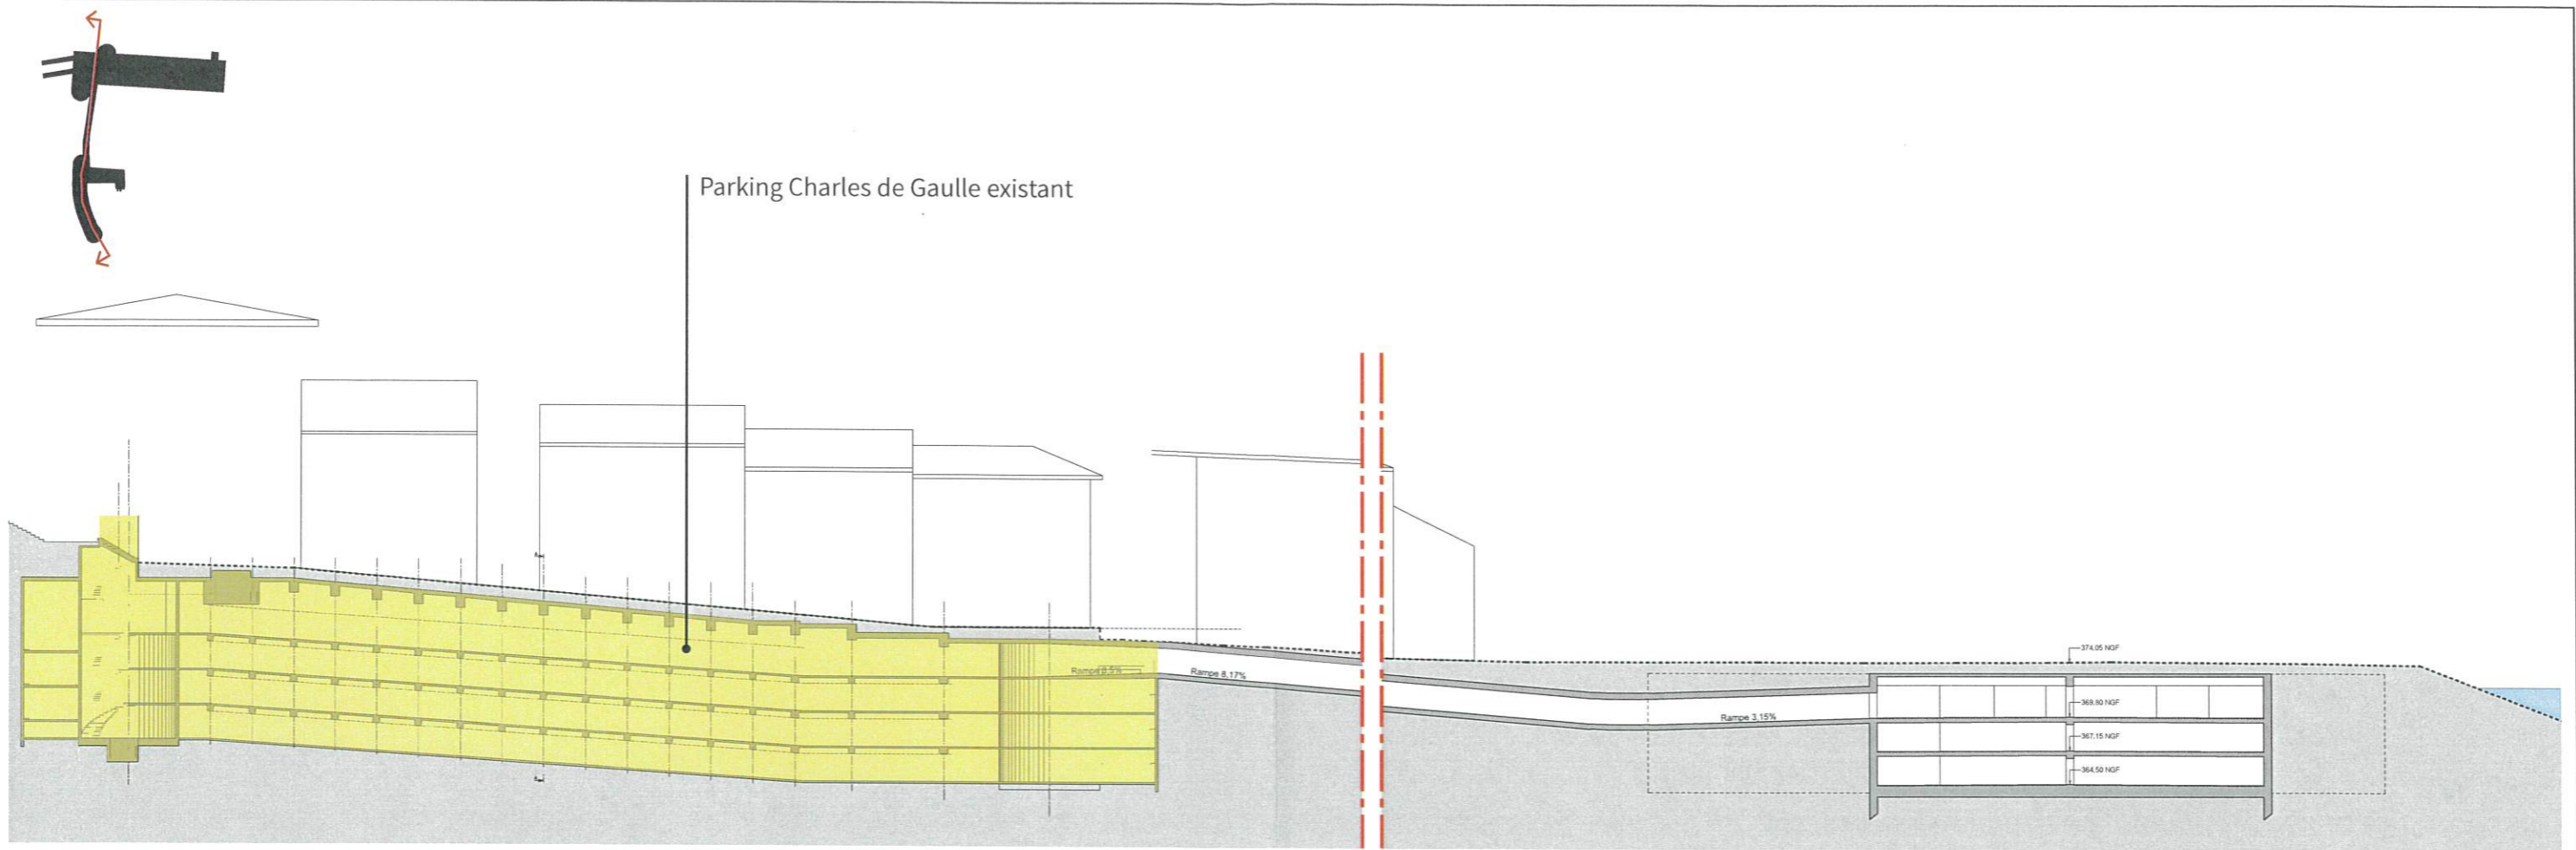 Parking Charles de Gaulle existant
Rampe 8,17%
Rampe 3,15%
374,05 NGF
369,80 NGF
367,15 NGF
364,50 NGF